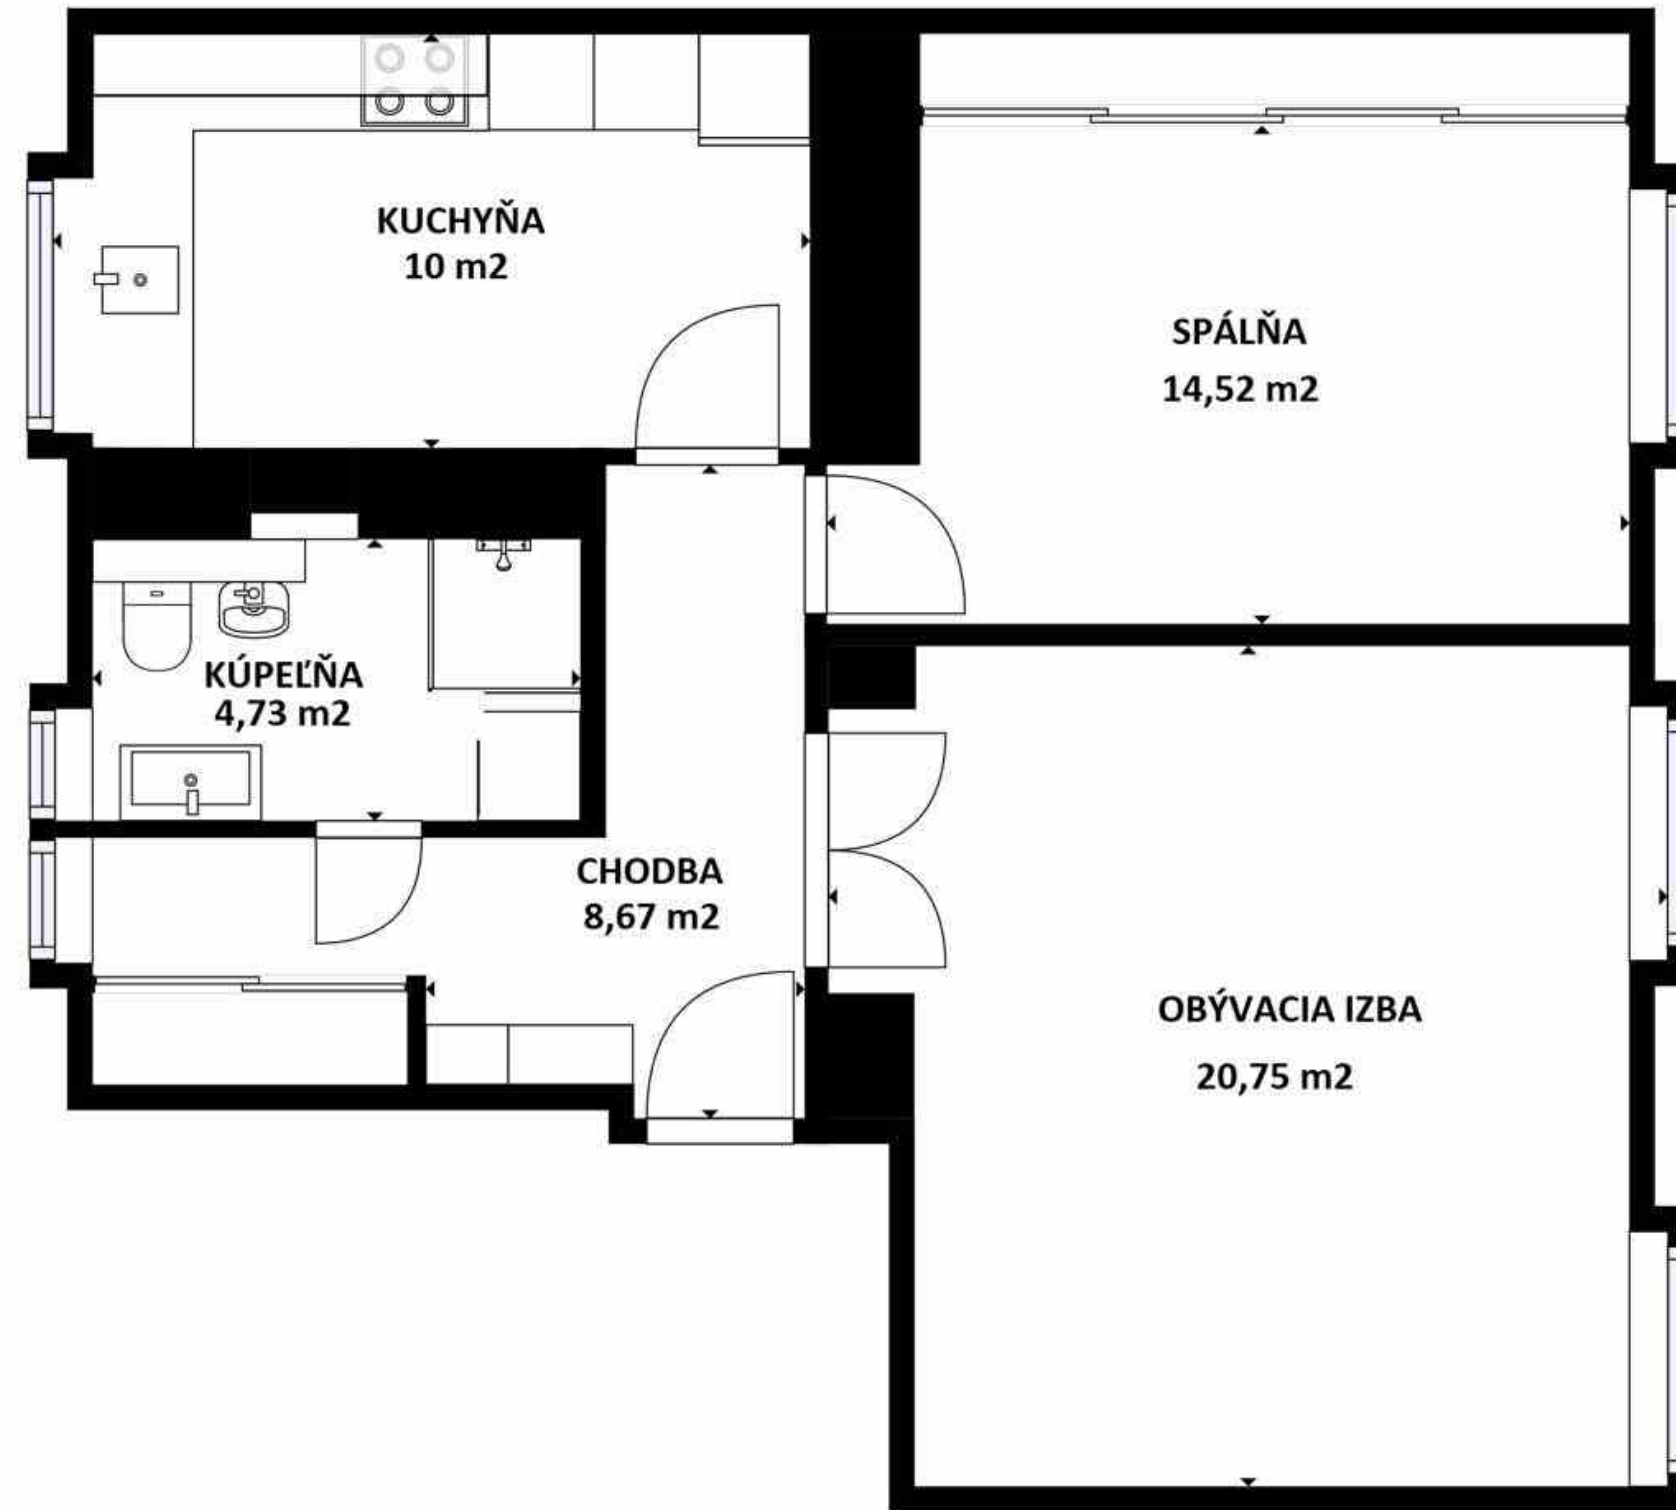 KUCHYŇA
10 m2
SPÁLŇA
14,52 m2
KÚPEĽŇA
4,73 m2
CHODBA
8,67 m2
OBÝVACIA IZBA
20,75 m2